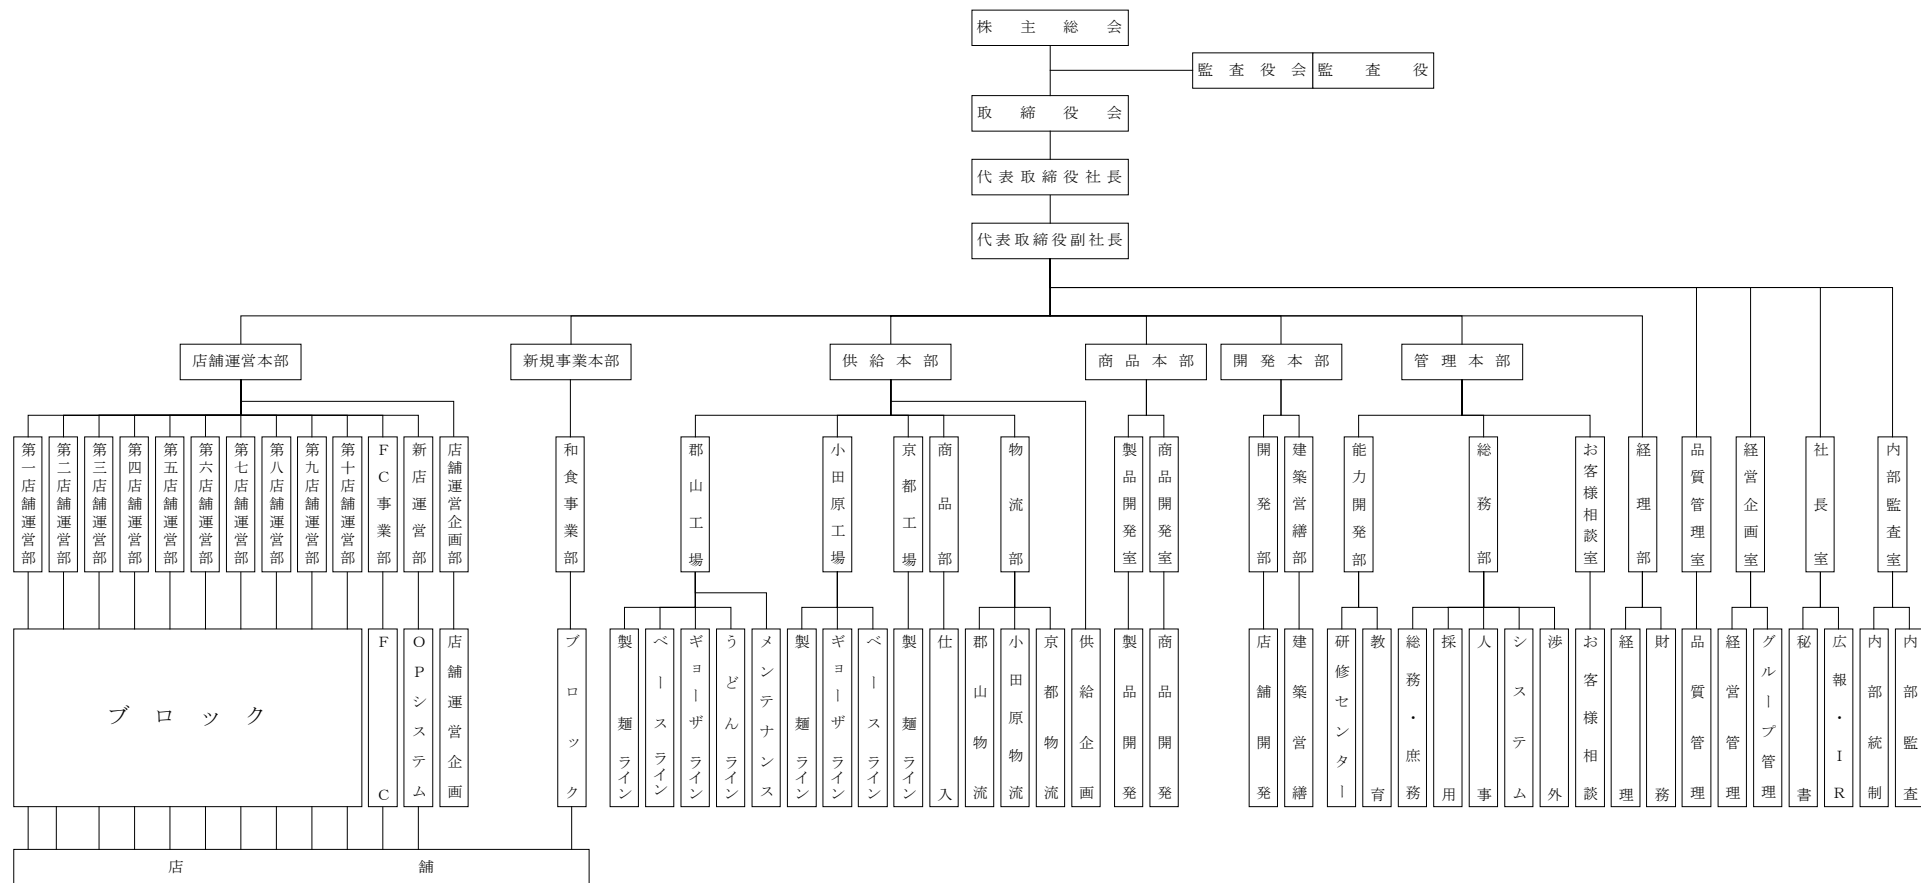 株主総会
監査役会
監査役
取締役会
代表取締役社長
代表取締役副社長
店舗運営本部
新規事業本部
供給本部
商品本部
開発本部
管理本部
第一店舗運営部
第二店舗運営部
第三店舗運営部
第四店舗運営部
第五店舗運営部
第六店舗運営部
第七店舗運営部
第八店舗運営部
第九店舗運営部
第十店舗運営部
FC事業部
新店運営部
店舗運営企画部
和食事業部
郡山工場
小田原工場
京都工場
商品部
物流部
製品開発室
商品開発室
開発部
建築営繕部
能力開発部
総務部
お客様相談室
経理部
品質管理室
経営企画室
社長室
内部監査室
ブロック
FC
OPシステム
店舗運営企画
ブロック
製麺ライン
ベースライン
ギョーザライン
うどんライン
メンテナンス
製麺ライン
ギョーザライン
ベースライン
製麺ライン
仕入
郡山物流
小田原物流
京都物流
供給企画
製品開発
商品開発
店舗開発
建築営繕
研修センター
教育
総務・庶務
採用
人事
システム
渉外
お客様相談
経理
財務
品質管理
経営管理
グループ管理
秘書
広報・IR
内部統制
内部監査
店舗